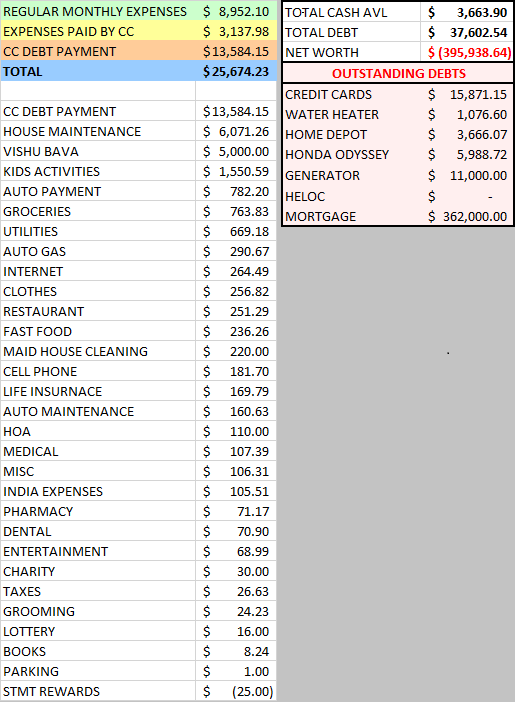 REGULAR MONTHLY EXPENSES $ 8,952.10
EXPENSES PAID BY CC $ 3,137.98
CC DEBT PAYMENT $13,584.15
TOTAL $25,674.23
CC DEBT PAYMENT $13,584.15
HOUSE MAINTENANCE $ 6,071.26
VISHU BAVA $ 5,000.00
KIDS ACTIVITIES $ 1,550.59
AUTO PAYMENT $ 782.20
GROCERIES $ 763.83
UTILITIES $ 669.18
AUTO GAS $ 290.67
INTERNET $ 264.49
CLOTHES $ 256.82
RESTAURANT $ 251.29
FAST FOOD $ 236.26
MAID HOUSE CLEANING $ 220.00
CELL PHONE $ 181.70
LIFE INSURNACE $ 169.79
AUTO MAINTENANCE $ 160.63
HOA $ 110.00
MEDICAL $ 107.39
MISC $ 106.31
INDIA EXPENSES $ 105.51
PHARMACY $ 71.17
DENTAL $ 70.90
ENTERTAINMENT $ 68.99
CHARITY $ 30.00
TAXES $ 26.63
GROOMING $ 24.23
LOTTERY $ 16.00
BOOKS $ 8.24
PARKING $ 1.00
STMT REWARDS $ (25.00)
TOTAL CASH AVL $ 3,663.90
TOTAL DEBT $ 37,602.54
NET WORTH $ (395,938.64)
OUTSTANDING DEBTS
CREDIT CARDS $ 15,871.15
WATER HEATER $ 1,076.60
HOME DEPOT $ 3,666.07
HONDA ODYSSEY $ 5,988.72
GENERATOR $ 11,000.00
HELOC $ -
MORTGAGE $ 362,000.00